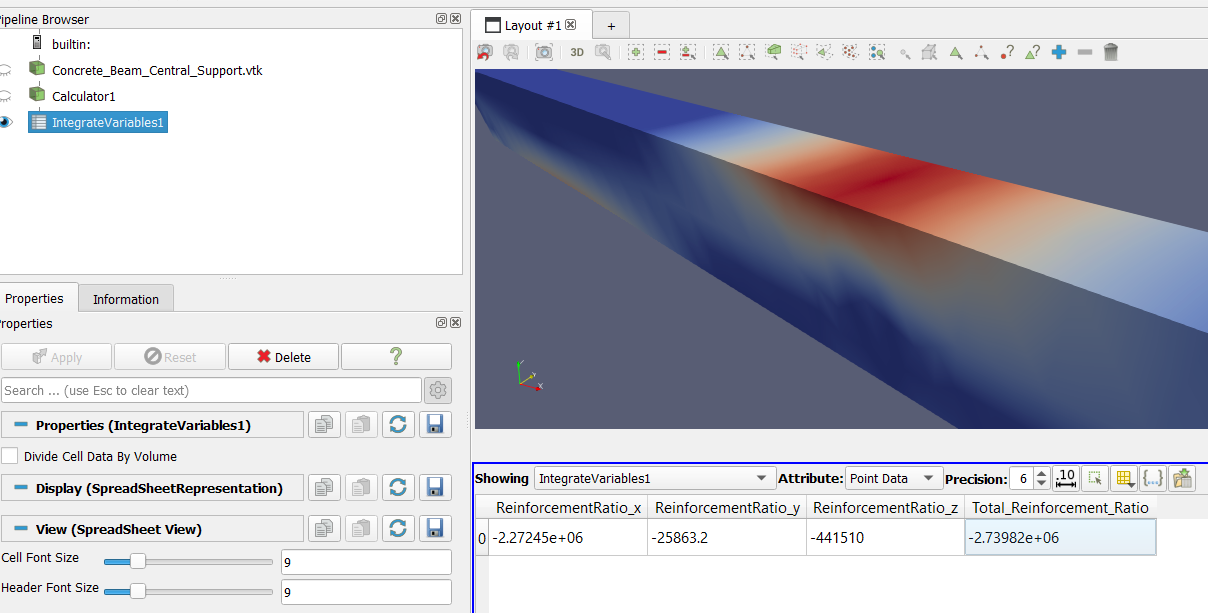 ipeline Browser
builtin:
Concrete_Beam_Central_Support.vtk
Calculator1
IntegrateVariables1
Properties
Information
roperties
Apply
Reset
Delete
?
Search ... (use Esc to clear text)
Properties (IntegrateVariables1)
Divide Cell Data By Volume
Display (SpreadSheetRepresentation)
View (SpreadSheet View)
Cell Font Size
9
Header Font Size
9
Layout #1
+
3D
Y
X
Showing IntegrateVariables1 Attribute: Point Data Precision: 6 .10 {...}
ReinforcementRatio_x ReinforcementRatio_y ReinforcementRatio_z Total_Reinforcement_Ratio
0 -2.27245e+06 -25863.2 -441510 -2.73982e+06